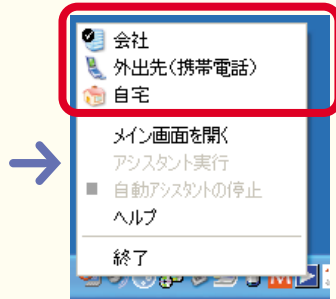 会社
外出先(携帯電話)
自宅
メイン画面を開く
アシスタント実行
自動アシスタントの停止
ヘルプ
終了